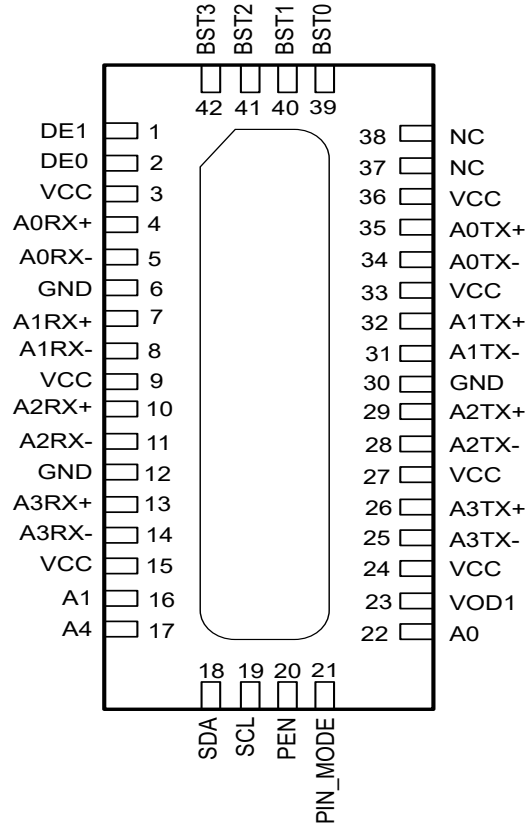 BST3 BST2 BST1 BST0
42 41 40 39
DE1 1
DE0 2
VCC 3
A0RX+ 4
A0RX- 5
GND 6
A1RX+ 7
A1RX- 8
VCC 9
A2RX+ 10
A2RX- 11
GND 12
A3RX+ 13
A3RX- 14
VCC 15
A1 16
A4 17
38 NC
37 NC
36 VCC
35 A0TX+
34 A0TX-
33 VCC
32 A1TX+
31 A1TX-
30 GND
29 A2TX+
28 A2TX-
27 VCC
26 A3TX+
25 A3TX-
24 VCC
23 VOD1
22 A0
18 19 20 21
SDA SCL PEN PIN_MODE